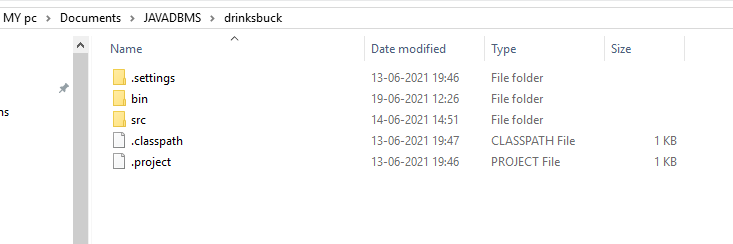 MY pc > Documents > JAVADBMS > drinksbuck
Name Date modified Type Size
.settings 13-06-2021 19:46 File folder
bin 19-06-2021 12:26 File folder
src 14-06-2021 14:51 File folder
.classpath 13-06-2021 19:47 CLASSPATH File 1 KB
.project 13-06-2021 19:46 PROJECT File 1 KB